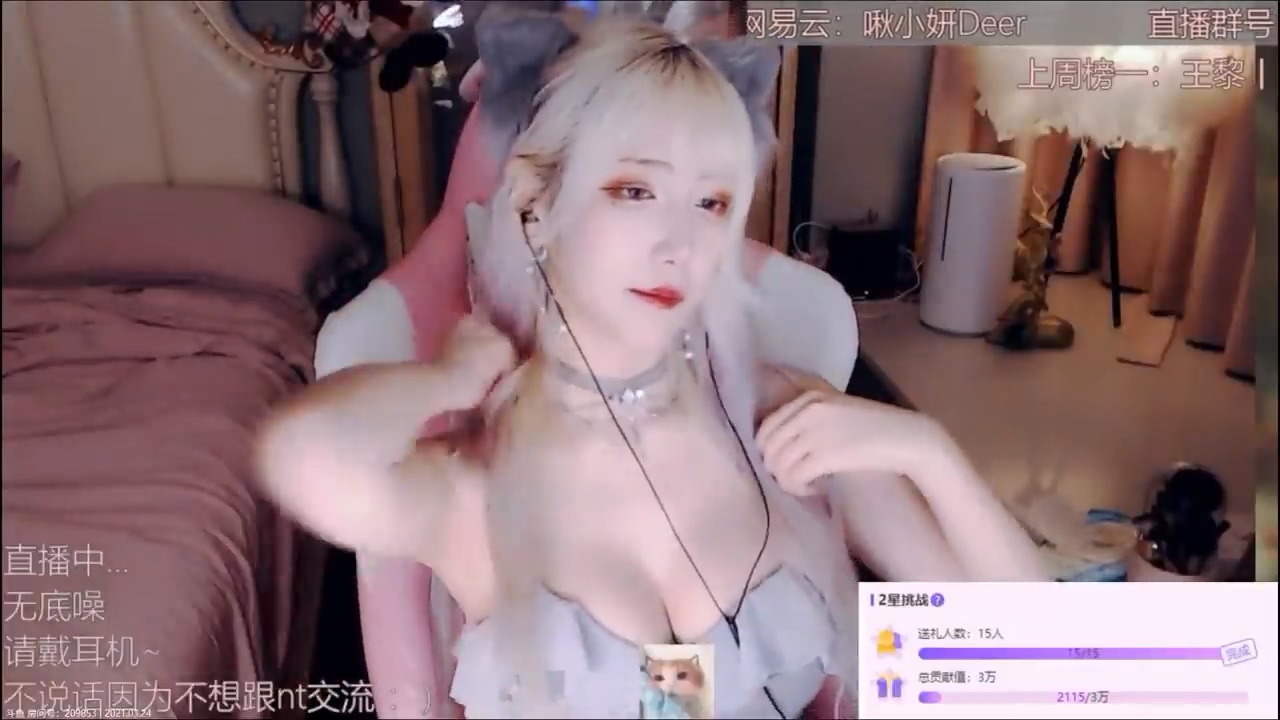 网易云：啾小妍Deer
直播群号
上周榜一：王黎
直播中...
无底噪
请戴耳机~
不说话因为不想跟nt交流：）
斗鱼 房间号：209853 | 2021.03.24
2星挑战?
送礼人数：15人
15/15
完成
总贡献值：3万
2115/3万